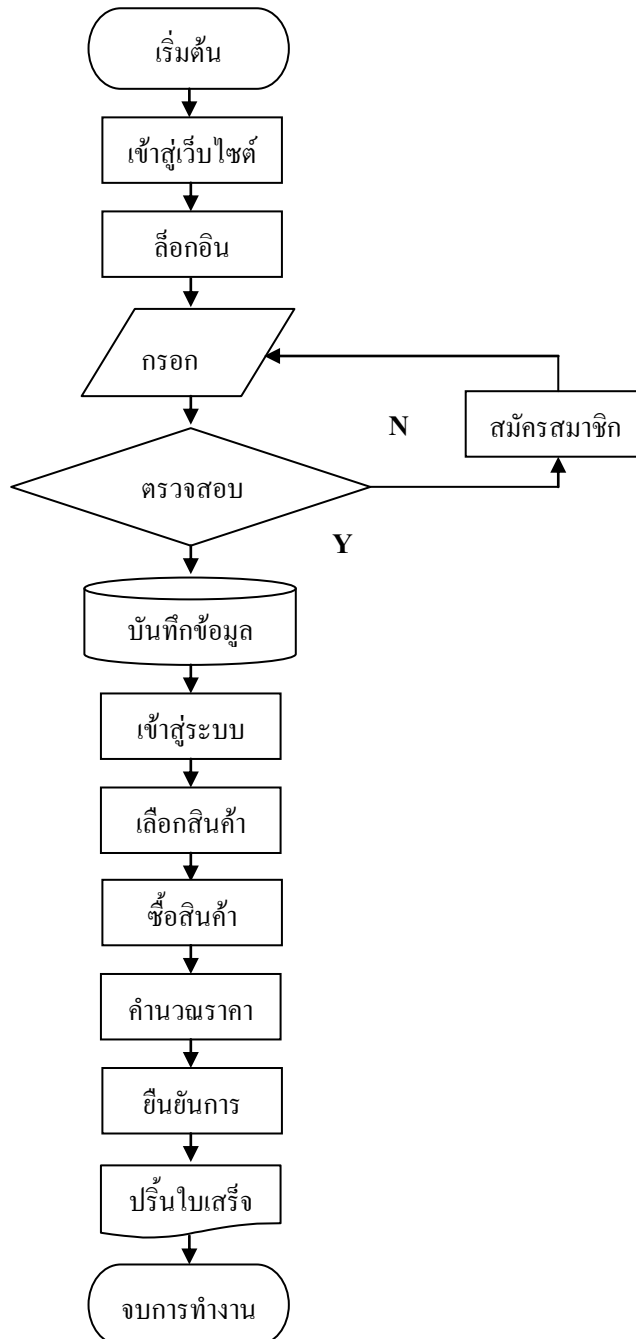 เริ่มต้น
เข้าสู่เว็บไซต์
ล็อกอิน
กรอก
N
สมัครสมาชิก
ตรวจสอบ
Y
บันทึกข้อมูล
เข้าสู่ระบบ
เลือกสินค้า
ซื้อสินค้า
คำนวณราคา
ยืนยันการ
ปริ้นใบเสร็จ
จบการทำงาน